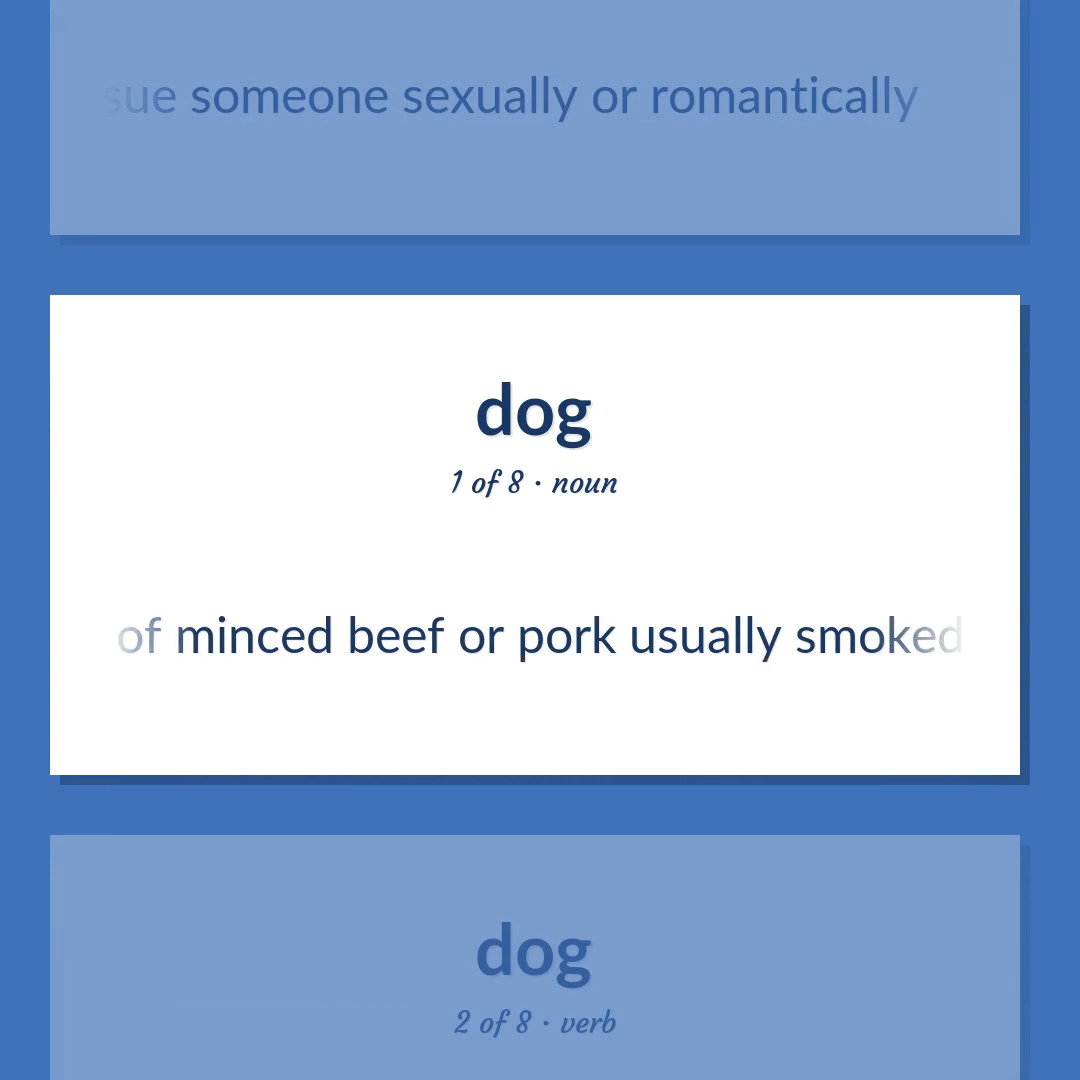 sue someone sexually or romantically
dog
1 of 8 · noun
of minced beef or pork usually smoked
dog
2 of 8 · verb